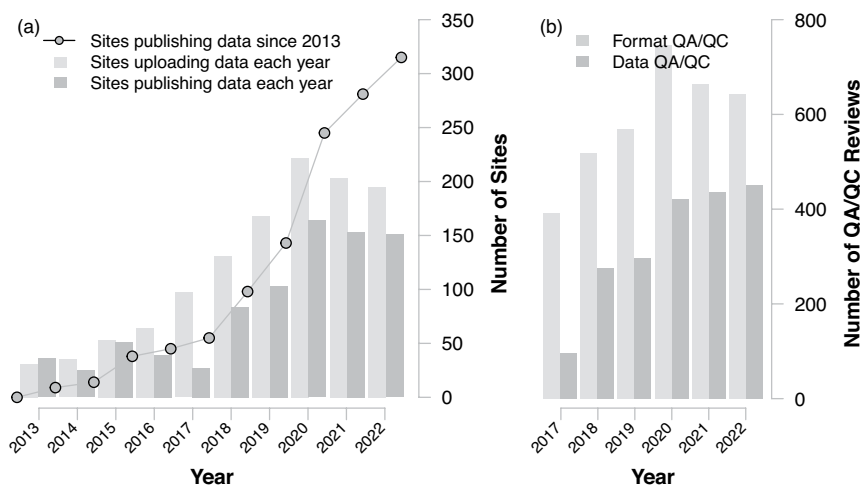 (a)
Sites publishing data since 2013
Sites uploading data each year
Sites publishing data each year
350
300
250
200
150
100
50
0
Number of Sites
2013
2014
2015
2016
2017
2018
2019
2020
2021
2022
Year
(b)
Format QA/QC
Data QA/QC
800
600
400
200
0
Number of QA/QC Reviews
2017
2018
2019
2020
2021
2022
Year